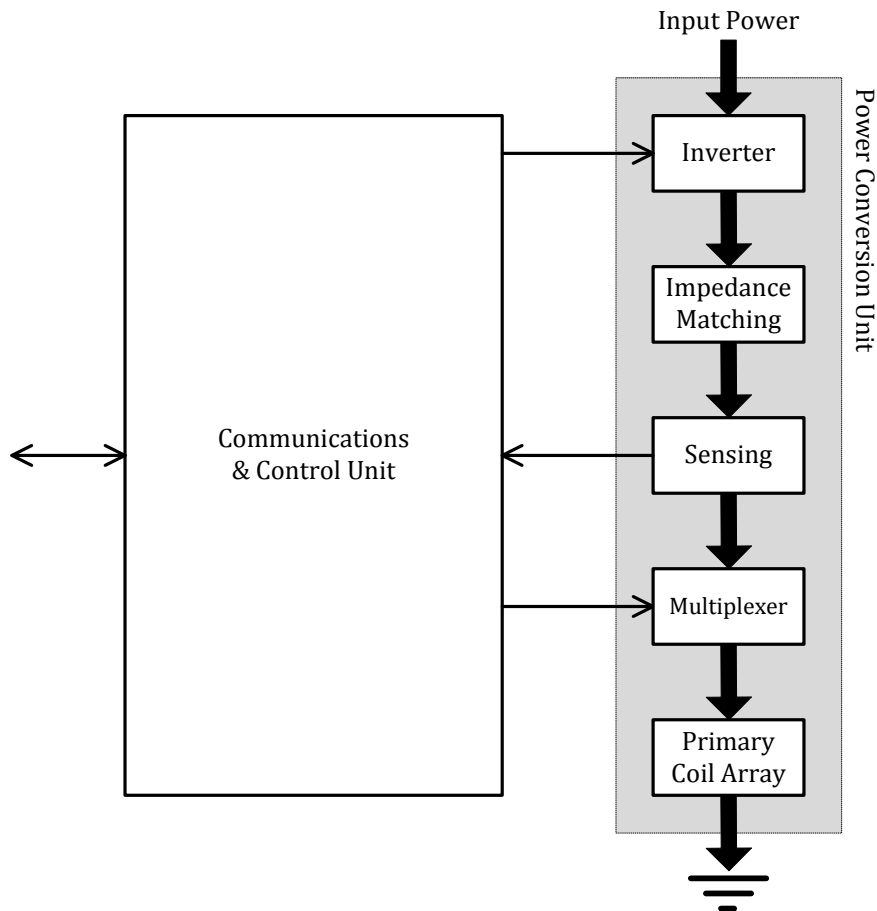 Input Power
Power Conversion Unit
Inverter
Impedance
Matching
Communications
& Control Unit
Sensing
Multiplexer
Primary
Coil Array